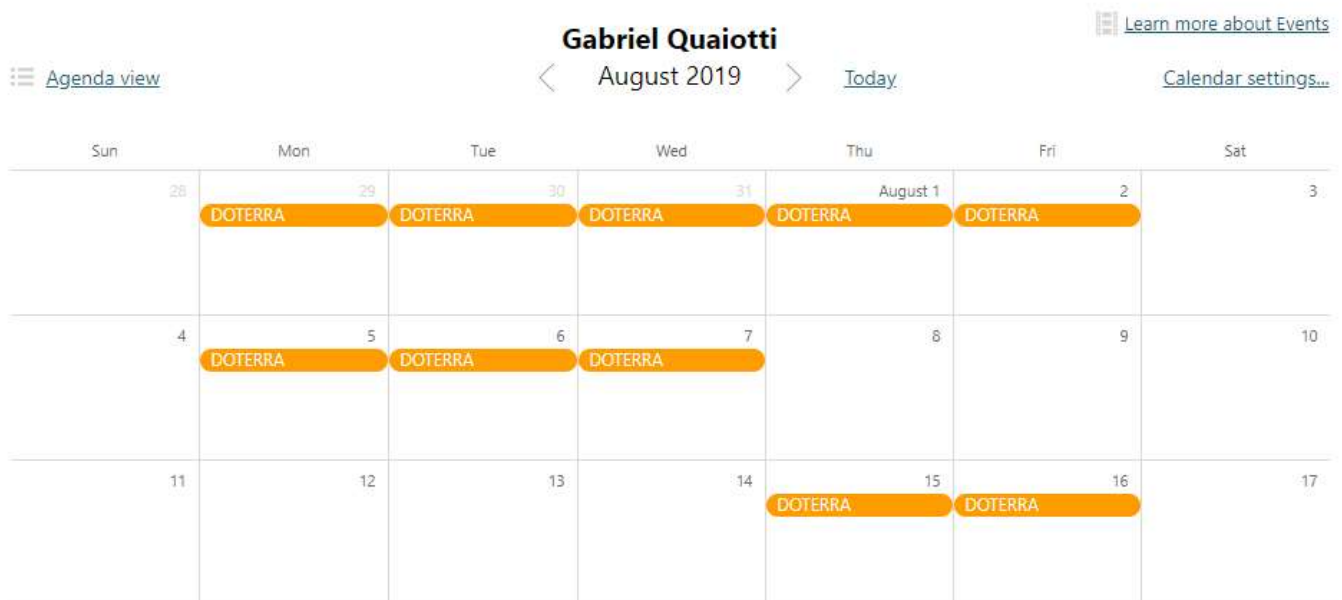 Learn more about Events
Gabriel Quaiotti
Agenda view August 2019 Today Calendar settings...
Sun Mon Tue Wed Thu Fri Sat
28 29 30 31 August 1 2 3
DOTERRA DOTERRA DOTERRA DOTERRA DOTERRA
4 5 6 7 8 9 10
DOTERRA DOTERRA DOTERRA
11 12 13 14 15 16 17
DOTERRA DOTERRA